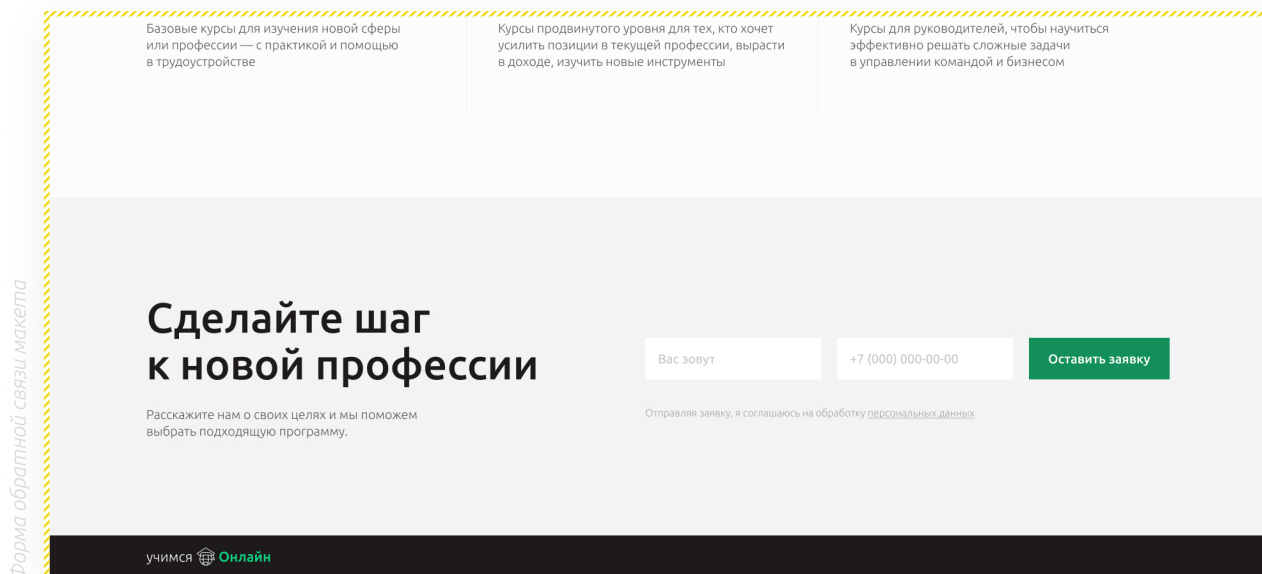 Базовые курсы для изучения новой сферы
или профессии — с практикой и помощью
в трудоустройстве
Курсы продвинутого уровня для тех, кто хочет
усилить позиции в текущей профессии, вырасти
в доходе, изучить новые инструменты
Курсы для руководителей, чтобы научиться
эффективно решать сложные задачи
в управлении командой и бизнесом
Форма обратной связи макета
Сделайте шаг
к новой профессии
Расскажите нам о своих целях и мы поможем
выбрать подходящую программу.
Вас зовут
+7 (000) 000-00-00
Оставить заявку
Отправляя заявку, я соглашаюсь на обработку персональных данных
учимся Онлайн